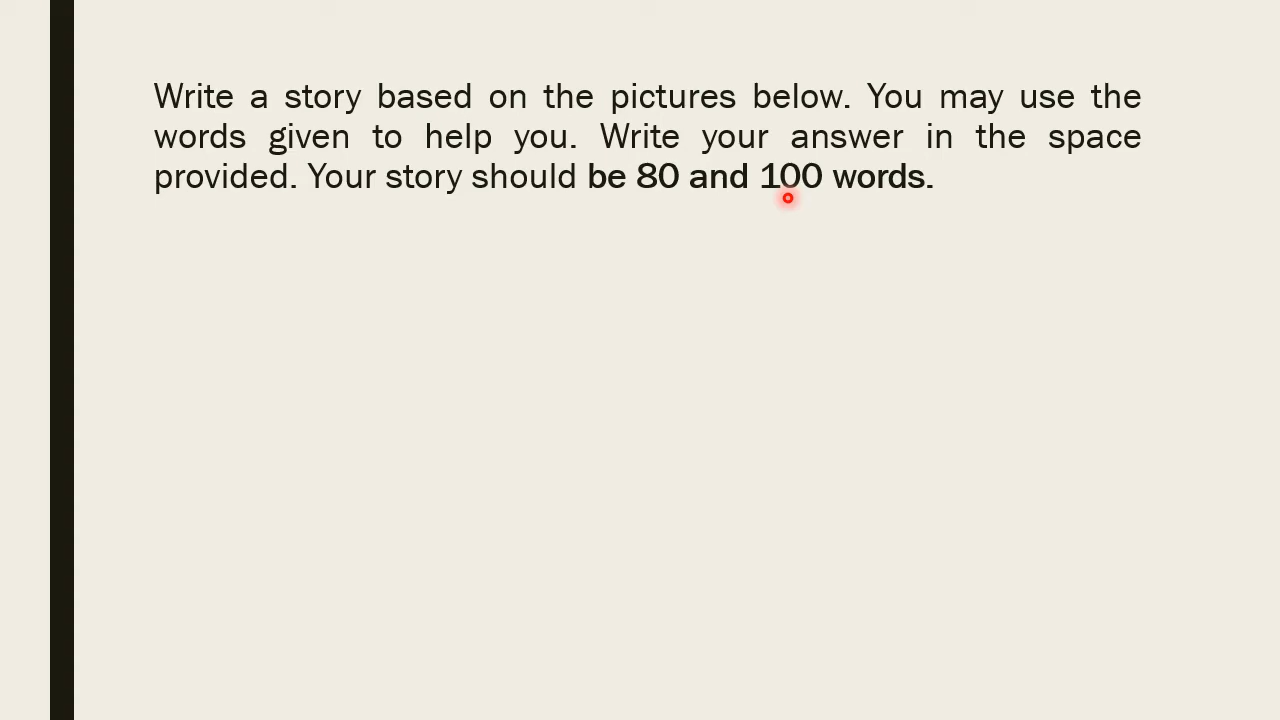 Write a story based on the pictures below. You may use the
words given to help you. Write your answer in the space
provided. Your story should be 80 and 100 words.